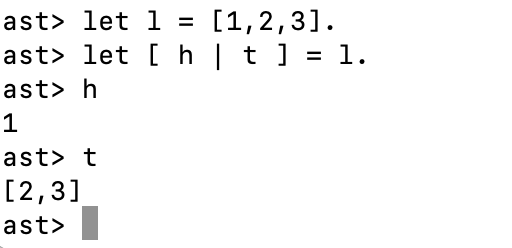 ast> let l = [1,2,3].
ast> let [ h | t ] = l.
ast> h
1
ast> t
[2,3]
ast>